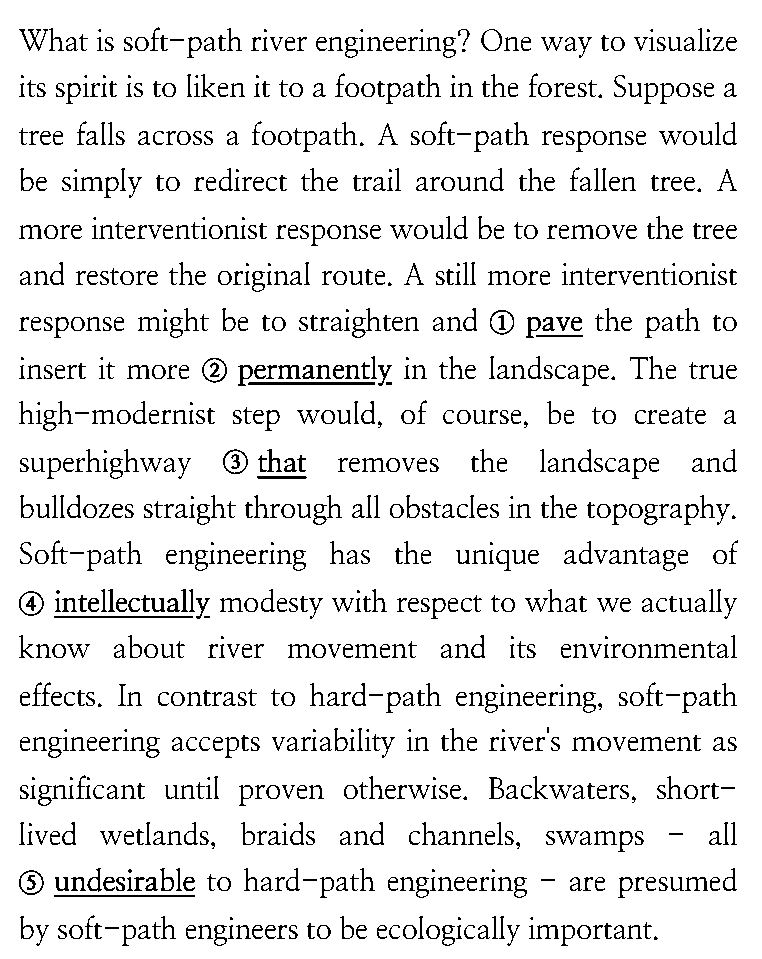 What is soft-path river engineering? One way to visualize
its spirit is to liken it to a footpath in the forest. Suppose a
tree falls across a footpath. A soft-path response would
be simply to redirect the trail around the fallen tree. A
more interventionist response would be to remove the tree
and restore the original route. A still more interventionist
response might be to straighten and ① pave the path to
insert it more ② permanently in the landscape. The true
high-modernist step would, of course, be to create a
superhighway ③ that removes the landscape and
bulldozes straight through all obstacles in the topography.
Soft-path engineering has the unique advantage of
④ intellectually modesty with respect to what we actually
know about river movement and its environmental
effects. In contrast to hard-path engineering, soft-path
engineering accepts variability in the river's movement as
significant until proven otherwise. Backwaters, short-
lived wetlands, braids and channels, swamps - all
⑤ undesirable to hard-path engineering - are presumed
by soft-path engineers to be ecologically important.